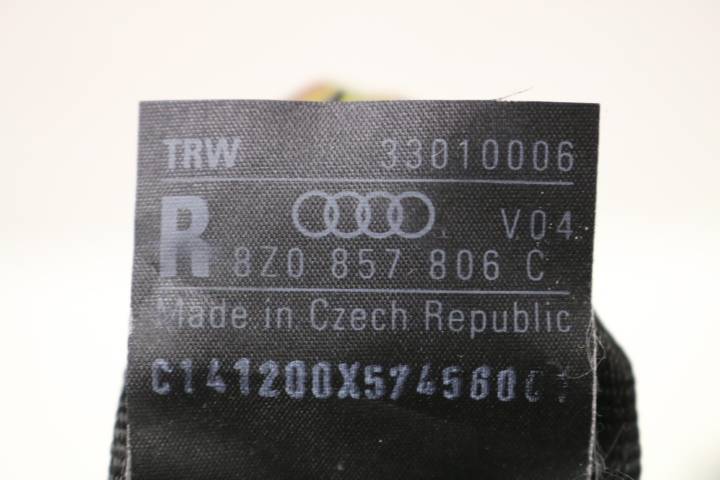 TRW 33010006
R V04
8Z0 857 806 C
Made in Czech Republic